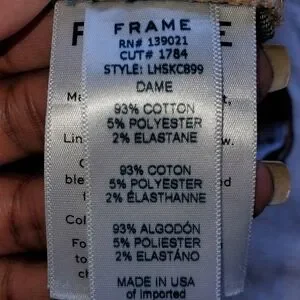 FRAME
RN# 139021
CUT# 1784
STYLE: LHSKC899
DAME
93% COTTON
5% POLYESTER
2% ELASTANE
93% COTON
5% POLYESTER
2% ÉLASTHANNE
93% ALGODÓN
5% POLIESTER
2% ELASTÁNO
MADE IN USA
of imported